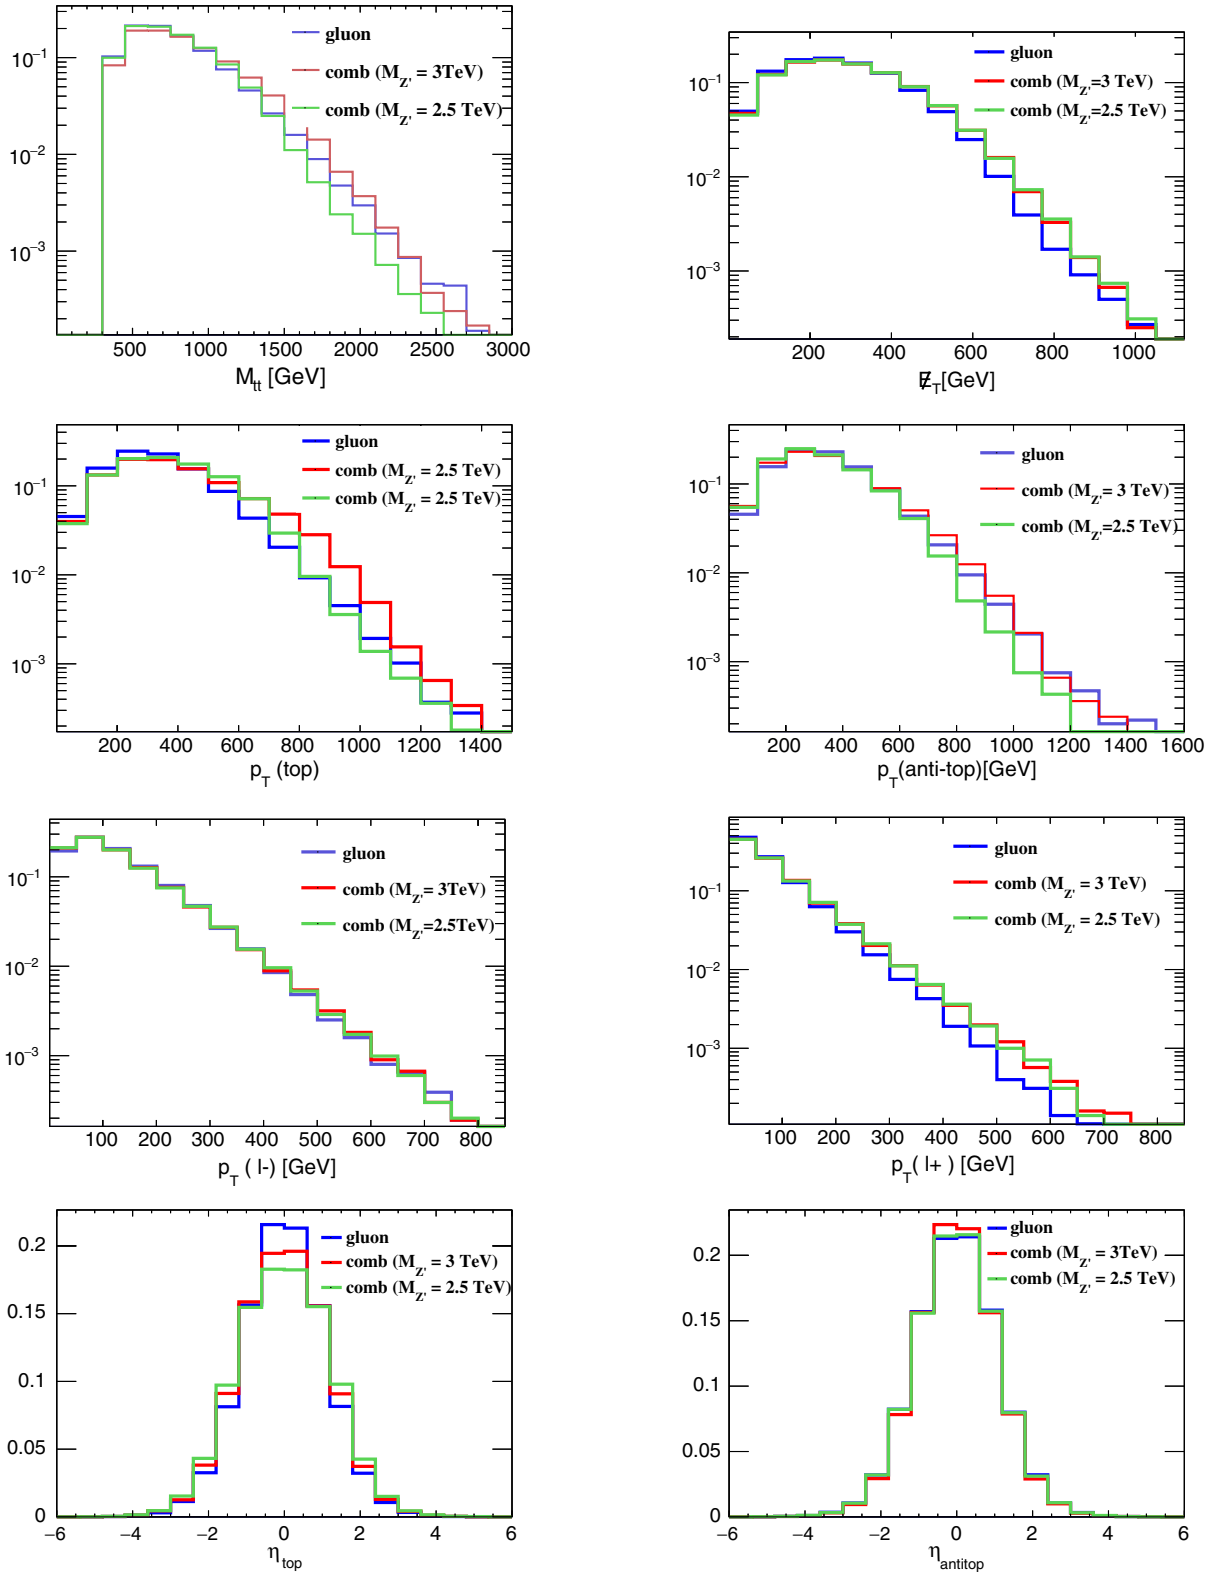 gluon
comb (M_Z' = 3TeV)
comb (M_Z' = 2.5 TeV)
10⁻¹
10⁻²
10⁻³
500 1000 1500 2000 2500 3000
M_tt [GeV]
gluon
comb (M_Z'=3 TeV)
comb (M_Z'=2.5 TeV)
10⁻¹
10⁻²
10⁻³
200 400 600 800 1000
E̸_T[GeV]
gluon
comb (M_Z' = 2.5 TeV)
comb (M_Z' = 2.5 TeV)
10⁻¹
10⁻²
10⁻³
200 400 600 800 1000 1200 1400
p_T (top)
gluon
comb (M_Z'= 3 TeV)
comb (M_Z'=2.5 TeV)
10⁻¹
10⁻²
10⁻³
200 400 600 800 1000 1200 1400 1600
p_T(anti-top)[GeV]
gluon
comb (M_Z'= 3TeV)
comb (M_Z'=2.5TeV)
10⁻¹
10⁻²
10⁻³
100 200 300 400 500 600 700 800
p_T ( l-) [GeV]
gluon
comb (M_Z' = 3 TeV)
comb (M_Z' = 2.5 TeV)
10⁻¹
10⁻²
10⁻³
100 200 300 400 500 600 700 800
p_T( l+ ) [GeV]
gluon
comb (M_Z' = 3 TeV)
comb (M_Z' = 2.5 TeV)
0.2
0.15
0.1
0.05
0
−6 −4 −2 0 2 4 6
η_top
gluon
comb (M_Z' = 3TeV)
comb (M_Z' = 2.5 TeV)
0.2
0.15
0.1
0.05
0
−6 −4 −2 0 2 4 6
η_antitop